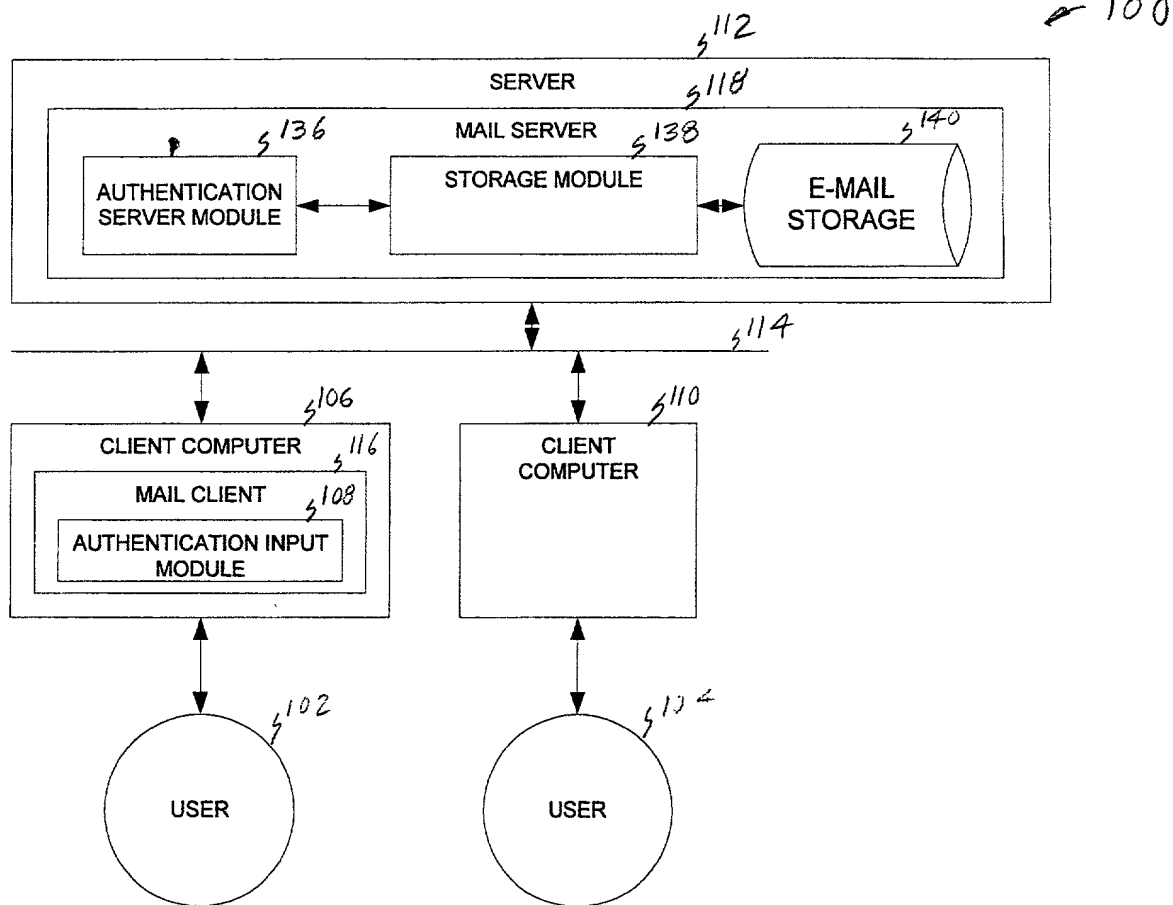 100
112
SERVER
118
MAIL SERVER
136
138
140
AUTHENTICATION
SERVER MODULE
STORAGE MODULE
E-MAIL
STORAGE
114
106
110
CLIENT COMPUTER
116
MAIL CLIENT
108
AUTHENTICATION INPUT
MODULE
CLIENT
COMPUTER
102
104
USER
USER